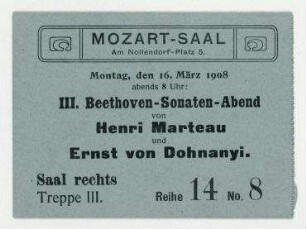 MOZART-SAAL
Am Nollendorf-Platz 5.
Montag, den 16. März 1908
abends 8 Uhr:
III. Beethoven-Sonaten-Abend
von
Henri Marteau
und
Ernst von Dohnanyi.
Saal rechts
Treppe III.
Reihe 14 No. 8